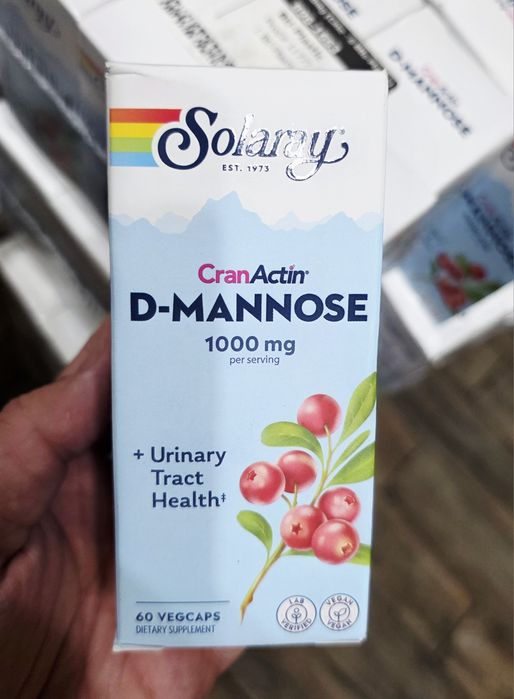 Solaray
EST. 1973
CranActin®
D-MANNOSE
1000 mg
per serving
+ Urinary
Tract
Health‡
60 VEGCAPS
DIETARY SUPPLEMENT
LAB
VERIFIED
VEGAN
VEGAN
D-MANNOSE